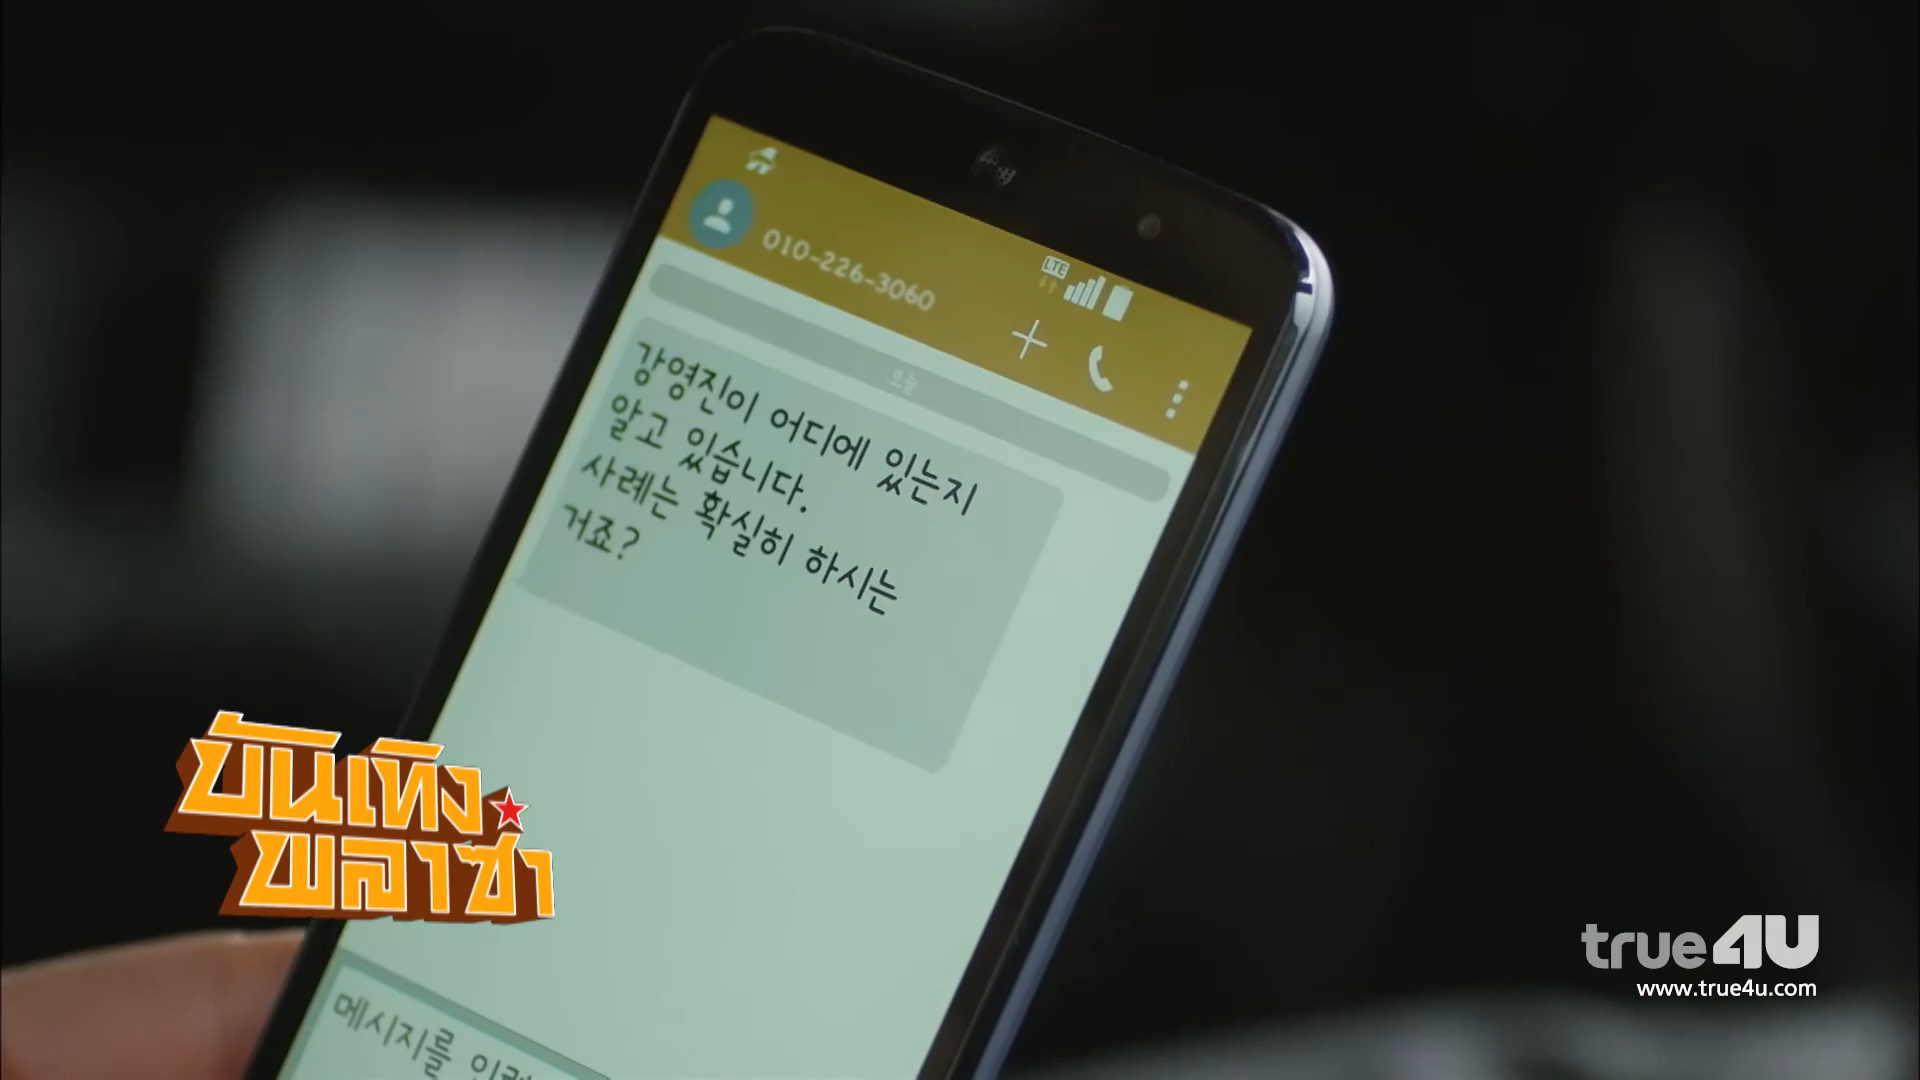 LTE
010-226-3060
오늘
강영진이 어디에 있는지
알고 있습니다.
사례는 확실히 하시는
거죠?
메시지를
บันเทิง
พลาซ่า
true4U
www.true4u.com